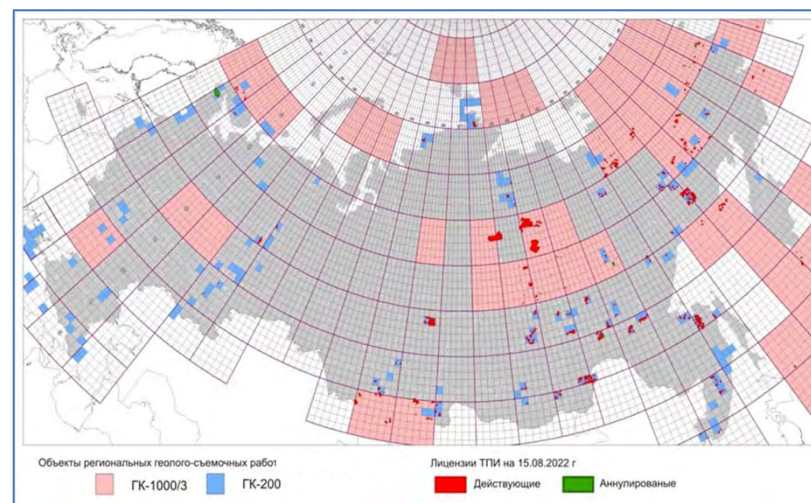 Объекты региональных геолого-съемочных работ
ГК-1000/3
ГК-200
Лицензии ТПИ на 15.08.2022 г
Действующие
Аннулированые